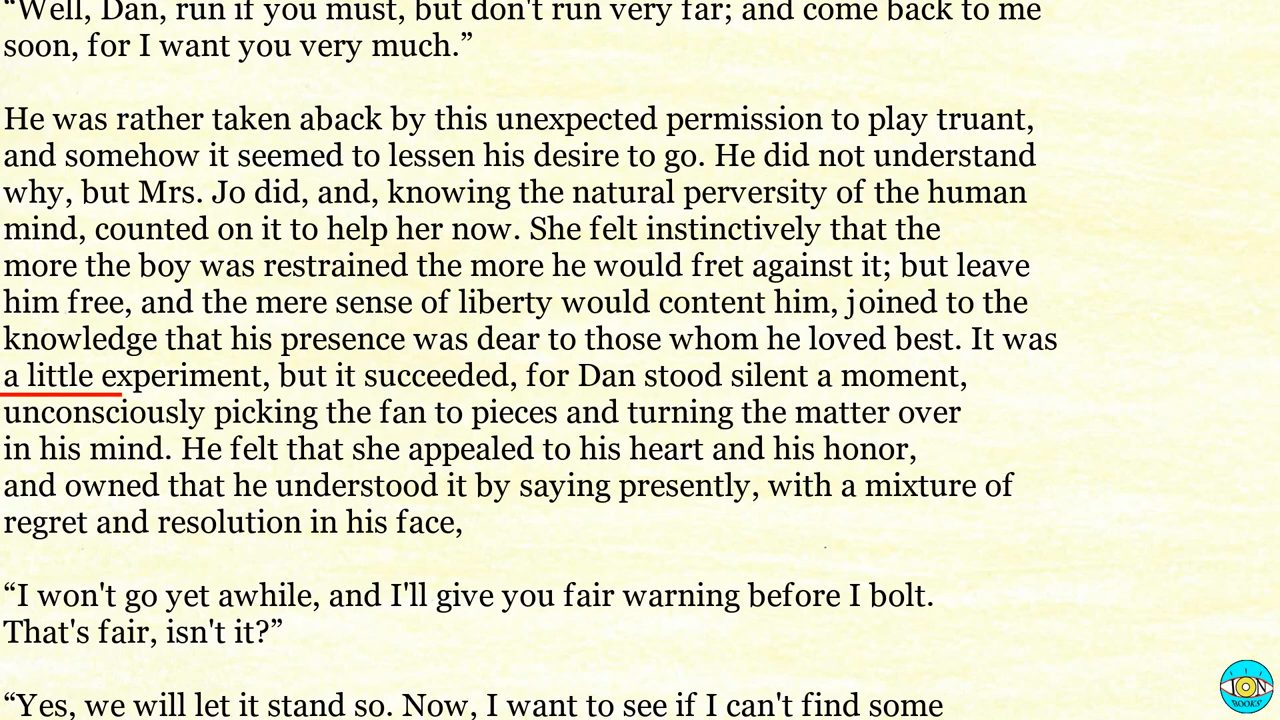 “Well, Dan, run if you must, but don't run very far; and come back to me
soon, for I want you very much.”
He was rather taken aback by this unexpected permission to play truant,
and somehow it seemed to lessen his desire to go. He did not understand
why, but Mrs. Jo did, and, knowing the natural perversity of the human
mind, counted on it to help her now. She felt instinctively that the
more the boy was restrained the more he would fret against it; but leave
him free, and the mere sense of liberty would content him, joined to the
knowledge that his presence was dear to those whom he loved best. It was
a little experiment, but it succeeded, for Dan stood silent a moment,
unconsciously picking the fan to pieces and turning the matter over
in his mind. He felt that she appealed to his heart and his honor,
and owned that he understood it by saying presently, with a mixture of
regret and resolution in his face,
“I won't go yet awhile, and I'll give you fair warning before I bolt.
That's fair, isn't it?”
“Yes, we will let it stand so. Now, I want to see if I can't find some
ION
BOOKS